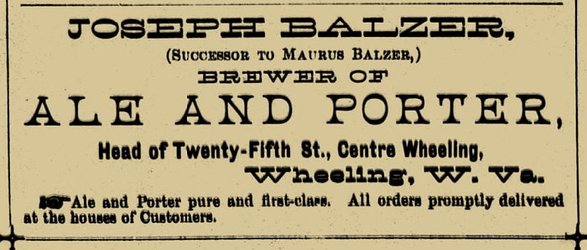 JOSEPH BALZER,
(SUCCESSOR TO MAURUS BALZER,)
BREWER OF
ALE AND PORTER,
Head of Twenty-Fifth St., Centre Wheeling,
Wheeling, W. Va.
Ale and Porter pure and first-class. All orders promptly delivered
at the houses of Customers.